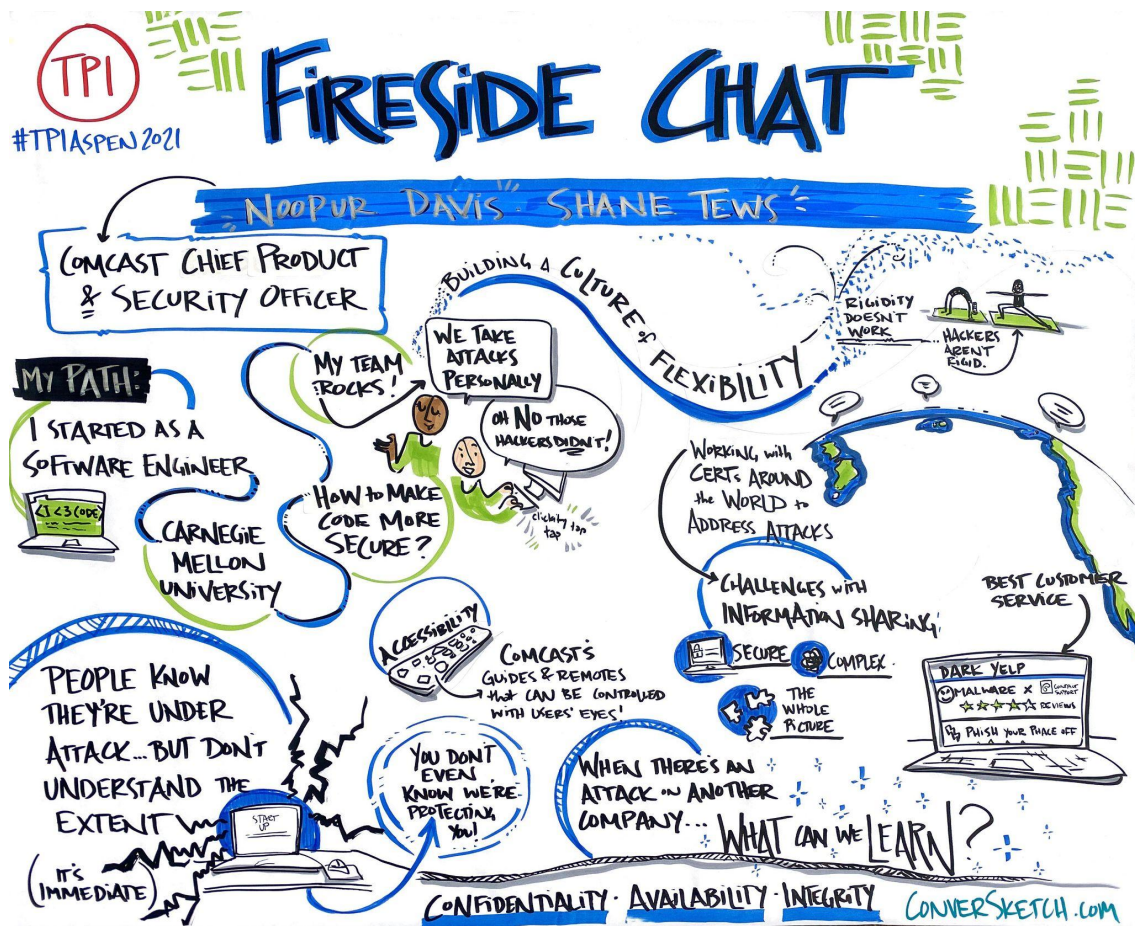 TPI
#TPIASPEN2021
FIRESIDE CHAT
NOOPUR DAVIS · SHANE TEWS
COMCAST CHIEF PRODUCT
& SECURITY OFFICER
MY PATH:
I STARTED AS A
SOFTWARE ENGINEER
<I <3 CODE>
CARNEGIE
MELLON
UNIVERSITY
HOW to MAKE
CODE MORE
SECURE?
MY TEAM
ROCKS!
WE TAKE
ATTACKS
PERSONALLY
OH NO THOSE
HACKERS DIDN'T!
clickity tap
tap
BUILDING A CULTURE of FLEXIBILITY
RIGIDITY
DOESN'T
WORK
HACKERS
AREN'T
RIGID.
WORKING with
CERTS AROUND
the WORLD to
ADDRESS ATTACKS
CHALLENGES with
INFORMATION SHARING:
SECURE
COMPLEX.
THE
WHOLE
PICTURE
BEST CUSTOMER
SERVICE
DARK YELP
MALWARE X
CONTACT
SUPPORT
REVIEWS
PHISH YOUR PHACE OFF
ACCESSIBILITY
COMCAST'S
GUIDES & REMOTES
that CAN BE CONTROLED
WITH USERS' EYES!
PEOPLE KNOW
THEY'RE UNDER
ATTACK... BUT DON'T
UNDERSTAND THE
EXTENT
(IT'S
IMMEDIATE)
START
UP
YOU DON'T
EVEN
KNOW WE'RE
PROTECTING
YOU!
WHEN THERE'S AN
ATTACK on ANOTHER
COMPANY...
WHAT CAN WE LEARN?
CONFIDENTIALITY · AVAILABILITY · INTEGRITY
CONVERSKETCH.COM